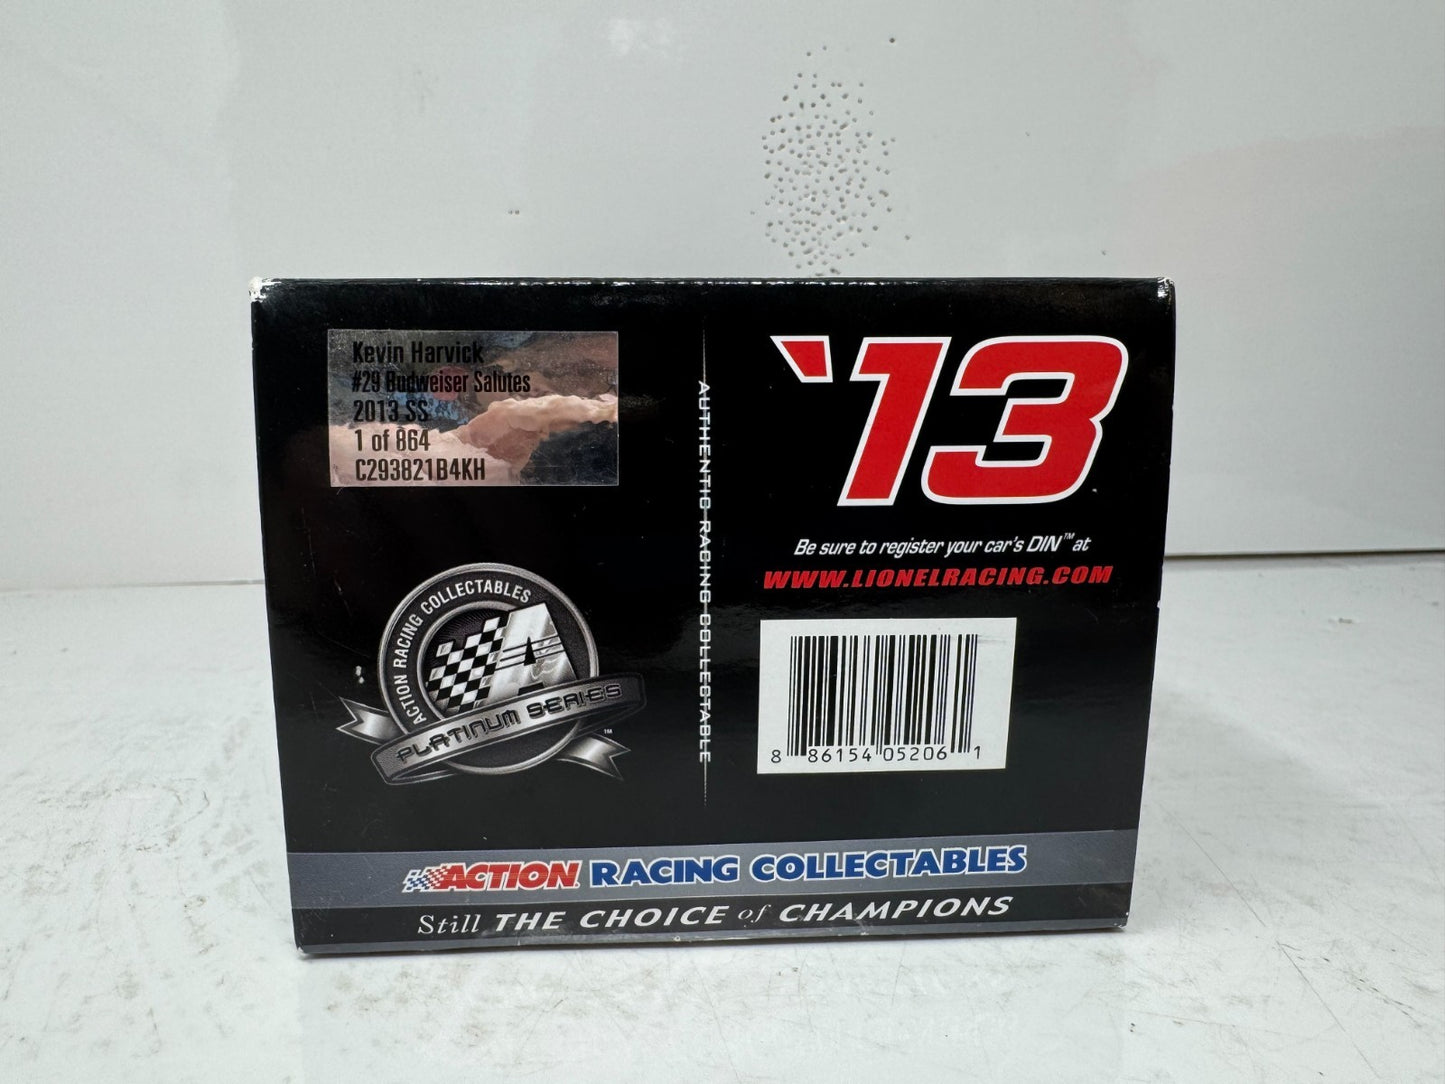 Kevin Harvick
#29 Budweiser Salutes
2013 SS
1 of 864
C293821B4KH
ACTION RACING COLLECTABLES
A
PLATINUM SERIES™
AUTHENTIC RACING COLLECTABLE
'13
Be sure to register your car's DIN™ at
WWW.LIONELRACING.COM
8 86154 05206 1
ACTION RACING COLLECTABLES
Still THE CHOICE of CHAMPIONS